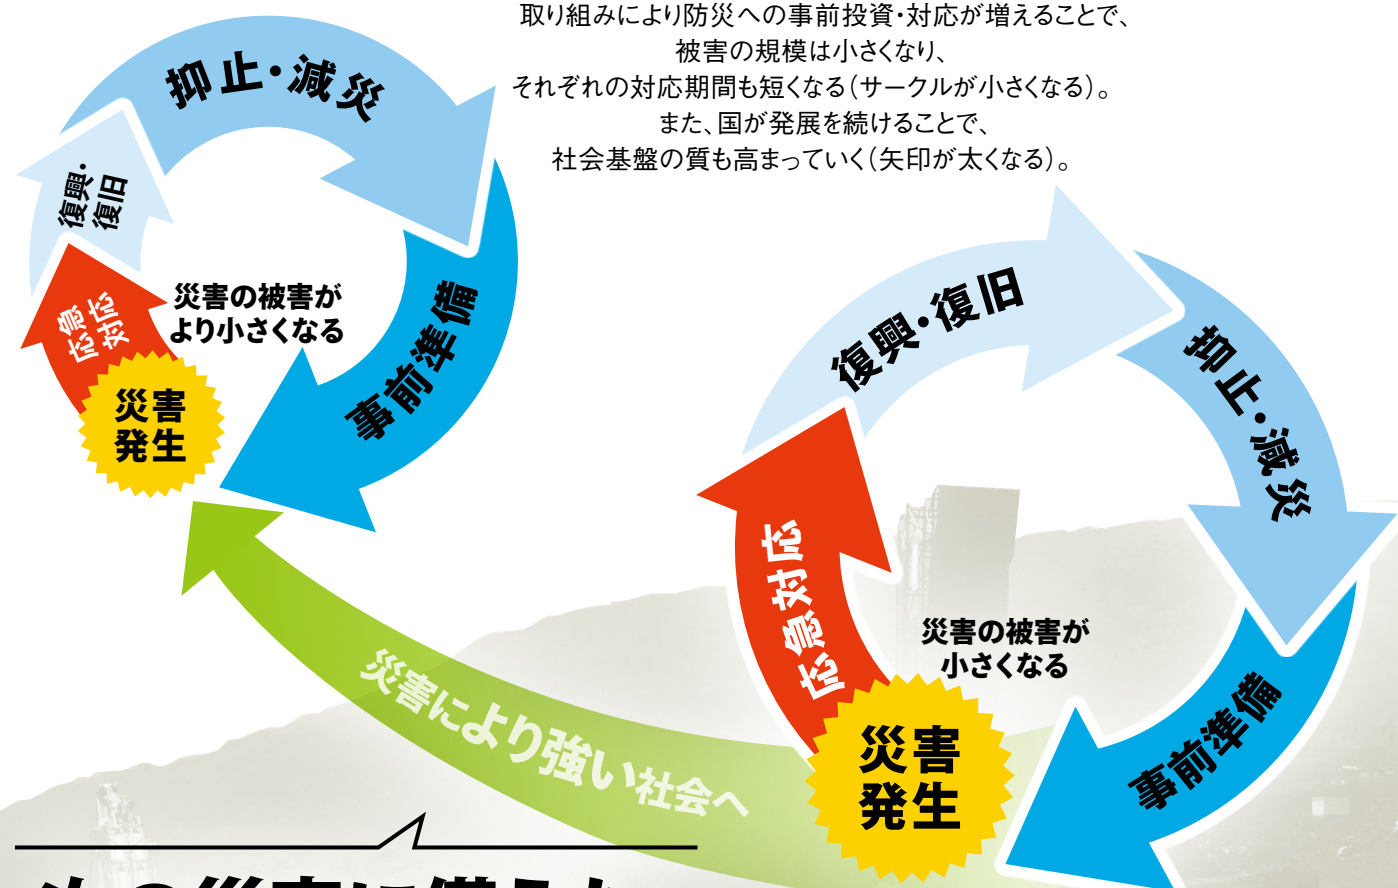 取り組みにより防災への事前投資・対応が増えることで、
被害の規模は小さくなり、
それぞれの対応期間も短くなる（サークルが小さくなる）。
また、国が発展を続けることで、
社会基盤の質も高まっていく（矢印が太くなる）。
抑止・減災
復興・
復旧
応急
対応
災害の被害が
より小さくなる
事前準備
災害
発生
復興・復旧
抑止・減災
応急対応
災害の被害が
小さくなる
事前準備
災害
発生
災害により強い社会へ
の災害に備え